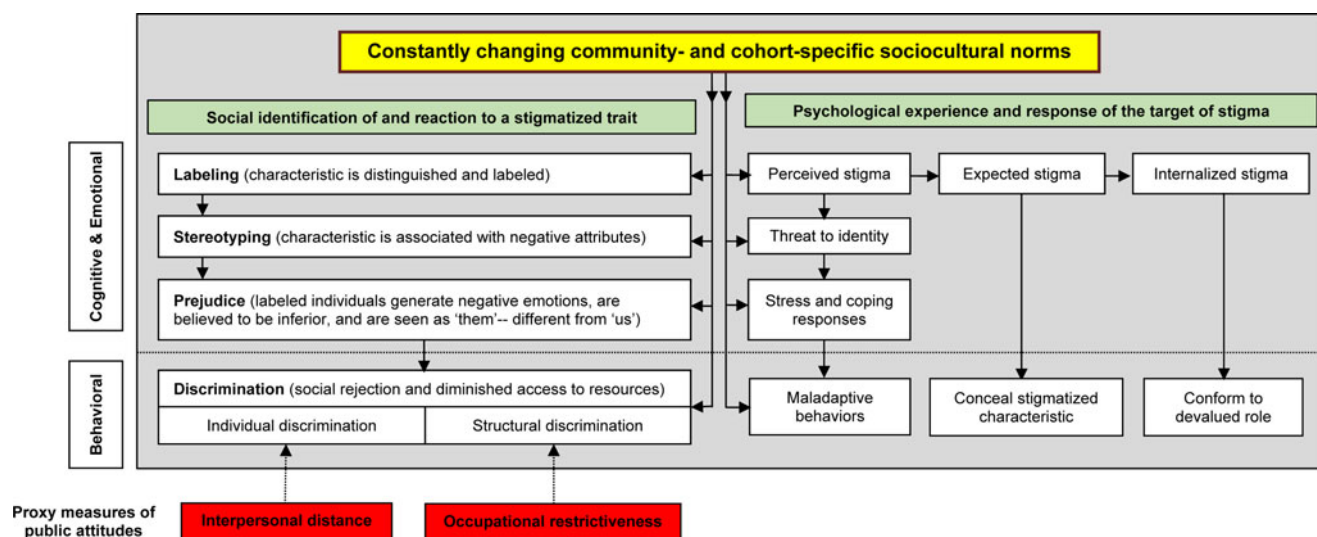 Constantly changing community- and cohort-specific sociocultural norms
Social identification of and reaction to a stigmatized trait
Psychological experience and response of the target of stigma
Cognitive & Emotional
Labeling (characteristic is distinguished and labeled)
Perceived stigma
Expected stigma
Internalized stigma
Stereotyping (characteristic is associated with negative attributes)
Threat to identity
Prejudice (labeled individuals generate negative emotions, are
believed to be inferior, and are seen as ‘them’-- different from ‘us’)
Stress and coping
responses
Behavioral
Discrimination (social rejection and diminished access to resources)
Individual discrimination
Structural discrimination
Maladaptive
behaviors
Conceal stigmatized
characteristic
Conform to
devalued role
Proxy measures of
public attitudes
Interpersonal distance
Occupational restrictiveness